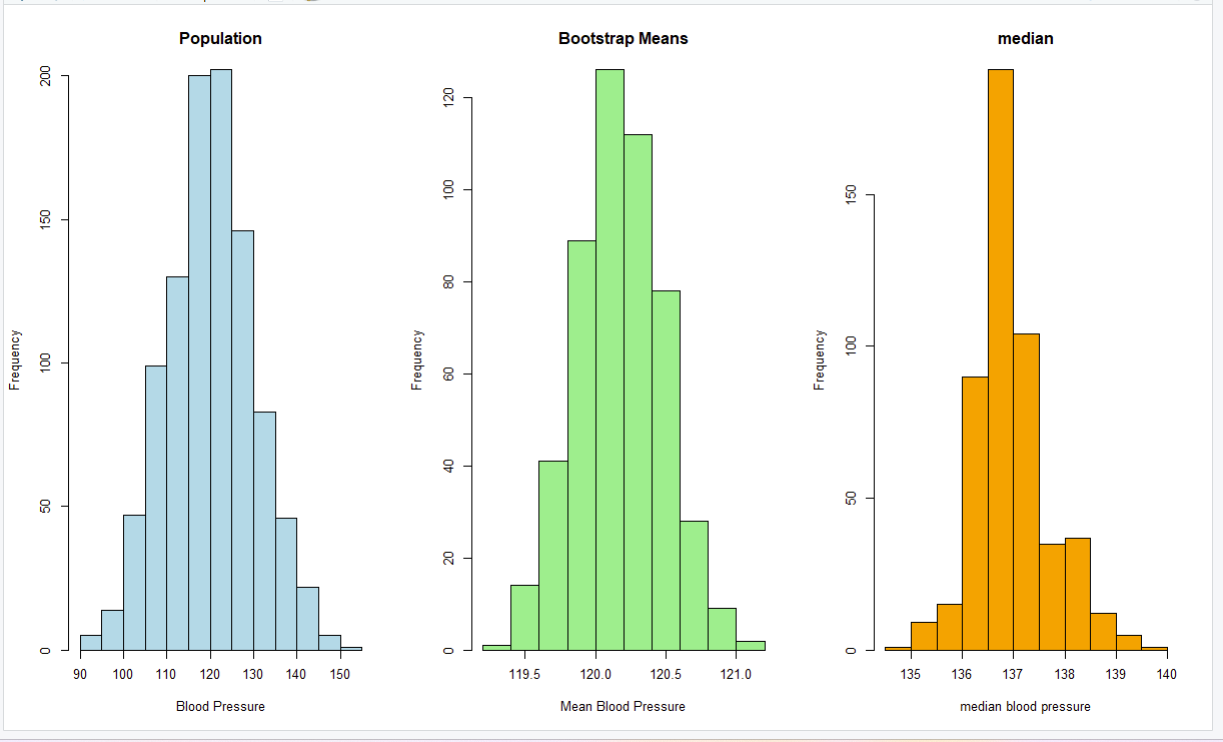 Population
Bootstrap Means
median
Frequency
200
150
100
50
0
90 100 110 120 130 140 150
Blood Pressure
Frequency
120
100
80
60
40
20
0
119.5 120.0 120.5 121.0
Mean Blood Pressure
Frequency
150
100
50
0
135 136 137 138 139 140
median blood pressure